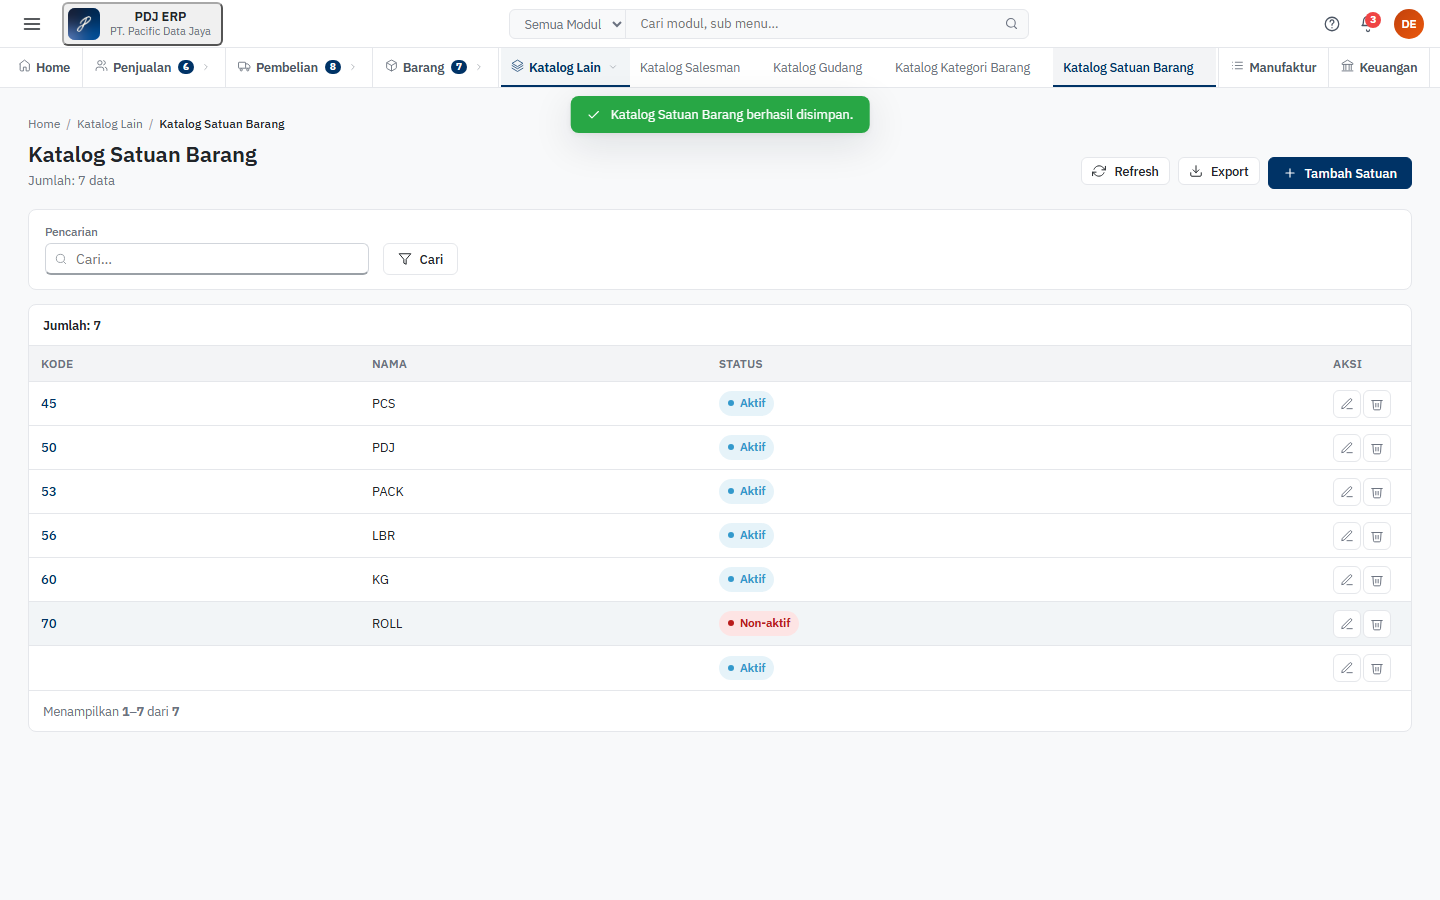 PDJ ERP
PT. Pacific Data Jaya
Semua Modul
Cari modul, sub menu...
3
DE
Home
Penjualan 6
Pembelian 8
Barang 7
Katalog Lain
Katalog Salesman
Katalog Gudang
Katalog Kategori Barang
Katalog Satuan Barang
Manufaktur
Keuangan
Katalog Satuan Barang berhasil disimpan.
Home / Katalog Lain / Katalog Satuan Barang
Katalog Satuan Barang
Jumlah: 7 data
Refresh
Export
Tambah Satuan
Pencarian
Cari...
Cari
Jumlah: 7
KODE NAMA STATUS AKSI
45 PCS Aktif
50 PDJ Aktif
53 PACK Aktif
56 LBR Aktif
60 KG Aktif
70 ROLL Non-aktif
Aktif
Menampilkan 1–7 dari 7